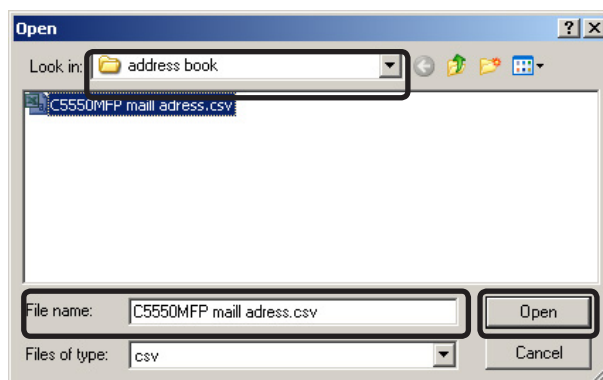 Open
Look in: address book
C5550MFP maill adress.csv
File name: C5550MFP maill adress.csv Open
Files of type: csv Cancel